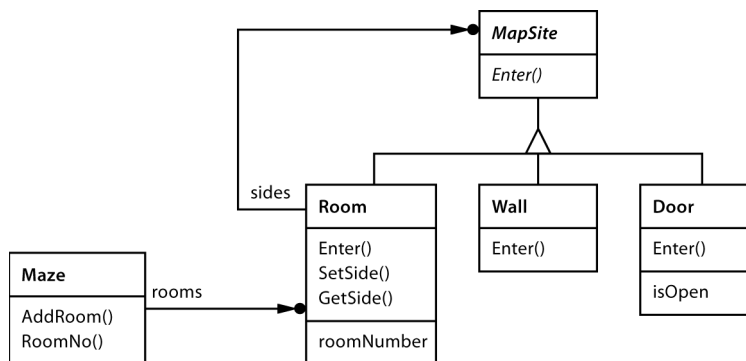 MapSite
Enter()
sides
Room
Enter()
SetSide()
GetSide()
roomNumber
Wall
Enter()
Door
Enter()
isOpen
Maze
AddRoom()
RoomNo()
rooms